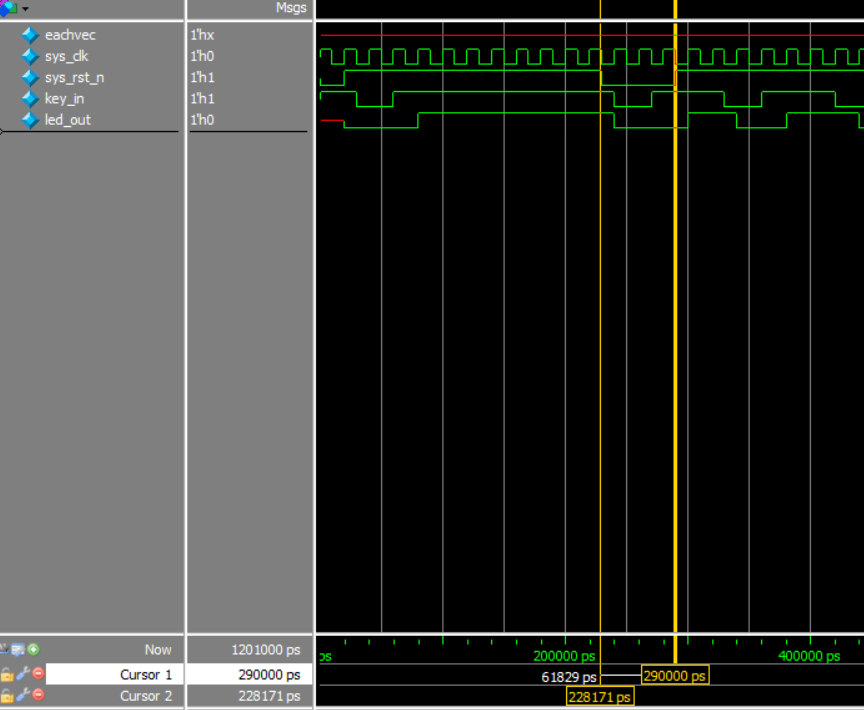 Msgs
eachvec 1'hx
sys_clk 1'h0
sys_rst_n 1'h1
key_in 1'h1
led_out 1'h0
Now 1201000 ps ps 200000 ps 400000 ps
Cursor 1 290000 ps 61829 ps 290000 ps
Cursor 2 228171 ps 228171 ps